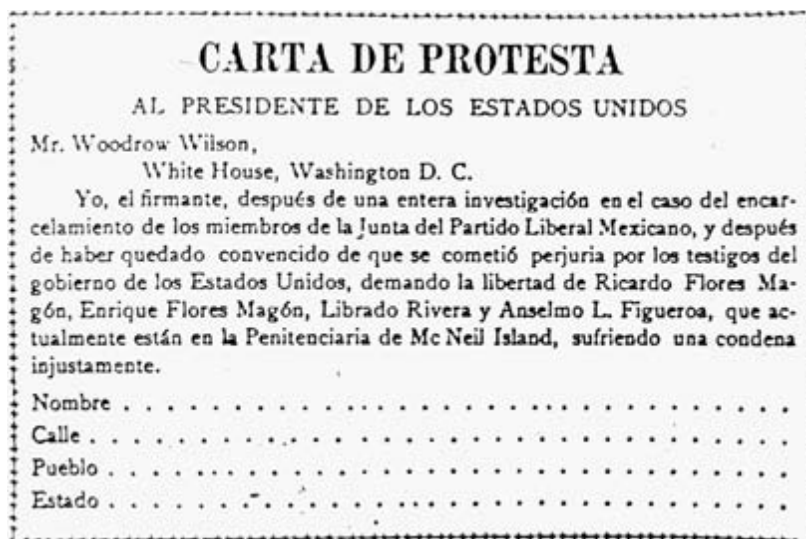 CARTA DE PROTESTA
AL PRESIDENTE DE LOS ESTADOS UNIDOS
Mr. Woodrow Wilson,
White House, Washington D. C.
Yo, el firmante, después de una entera investigación en el caso del encar-
celamiento de los miembros de la Junta del Partido Liberal Mexicano, y después
de haber quedado convencido de que se cometió perjuria por los testigos del
gobierno de los Estados Unidos, demando la libertad de Ricardo Flores Ma-
gón, Enrique Flores Magón, Librado Rivera y Anselmo L. Figueroa, que ac-
tualmente están en la Penitenciaria de Mc Neil Island, sufriendo una condena
injustamente.
Nombre . . . . . . . . . . . . . . . . . . . . . . . . . . . . . .
Calle . . . . . . . . . . . . . . . . . . . . . . . . . . . . . . .
Pueblo . . . . . . . . . . . . . . . . . . . . . . . . . . . . . .
Estado . . . . . . . . . . . . . . . . . . . . . . . . . . . . . .